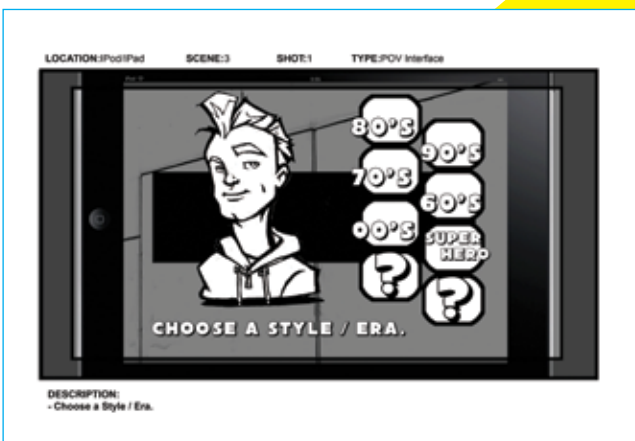 LOCATION:IPod/IPad SCENE:3 SHOT:1 TYPE:POV Interface
80'S
90'S
70'S
60'S
00'S
SUPER
HERO
?
?
CHOOSE A STYLE / ERA.
DESCRIPTION:
- Choose a Style / Era.